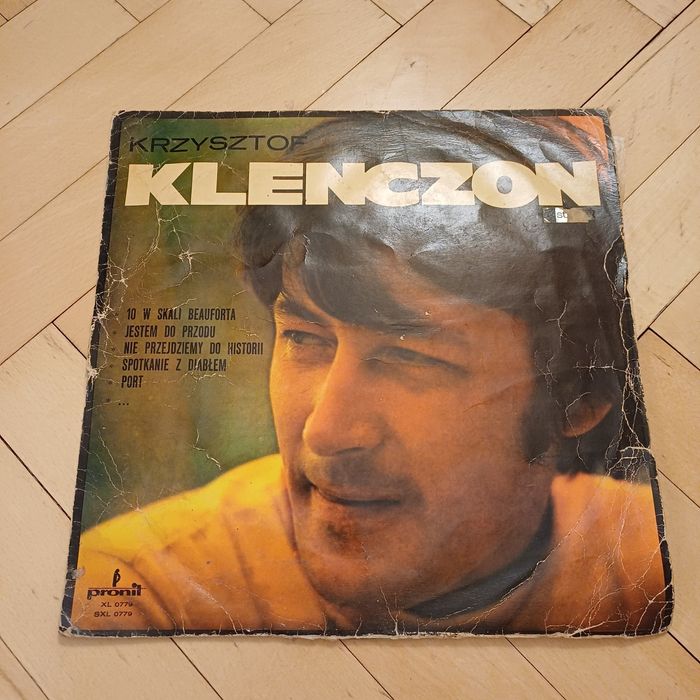 KRZYSZTOF
KLENCZON
st
10 W SKALI BEAUFORTA
JESTEM DO PRZODU
NIE PRZEJDZIEMY DO HISTORII
SPOTKANIE Z DIABŁEM
PORT
...
pronit
XL 0779
SXL 0779